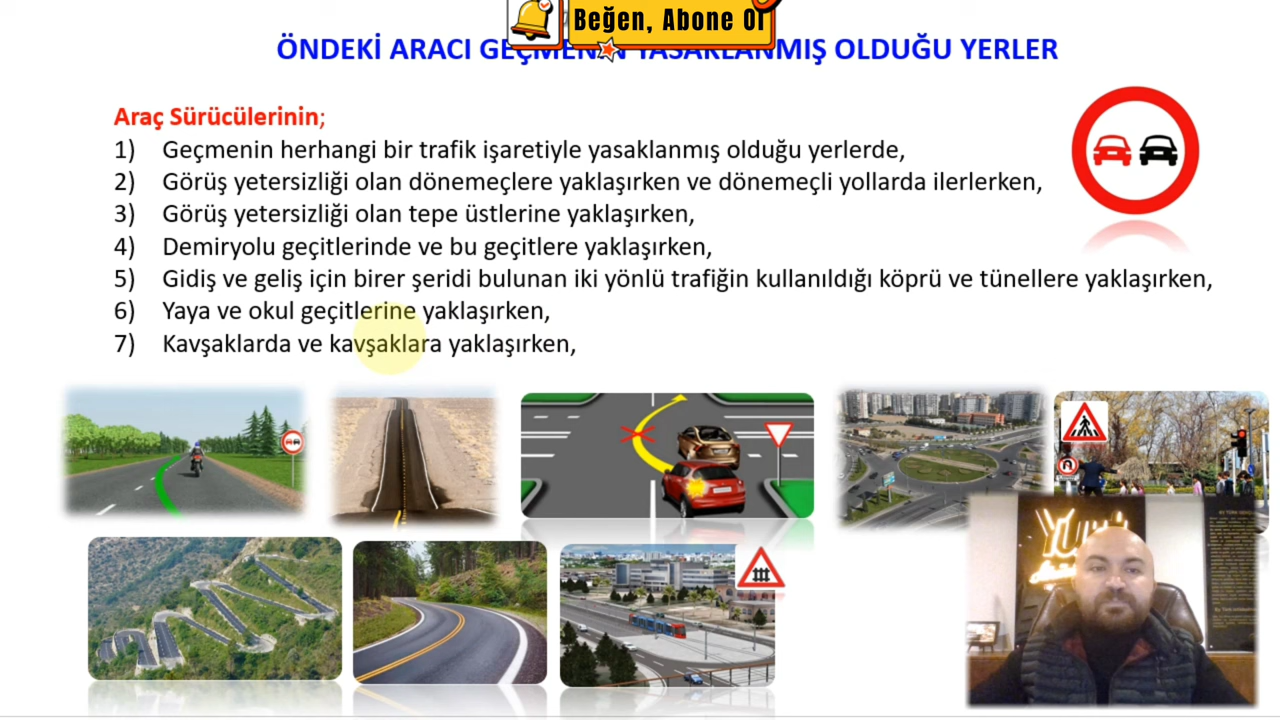 Beğen, Abone Ol
ÖNDEKİ ARACI GEÇMENİN YASAKLANMIŞ OLDUĞU YERLER
Araç Sürücülerinin;
1) Geçmenin herhangi bir trafik işaretiyle yasaklanmış olduğu yerlerde,
2) Görüş yetersizliği olan dönemeçlere yaklaşırken ve dönemeçli yollarda ilerlerken,
3) Görüş yetersizliği olan tepe üstlerine yaklaşırken,
4) Demiryolu geçitlerinde ve bu geçitlere yaklaşırken,
5) Gidiş ve geliş için birer şeridi bulunan iki yönlü trafiğin kullanıldığı köprü ve tünellere yaklaşırken,
6) Yaya ve okul geçitlerine yaklaşırken,
7) Kavşaklarda ve kavşaklara yaklaşırken,